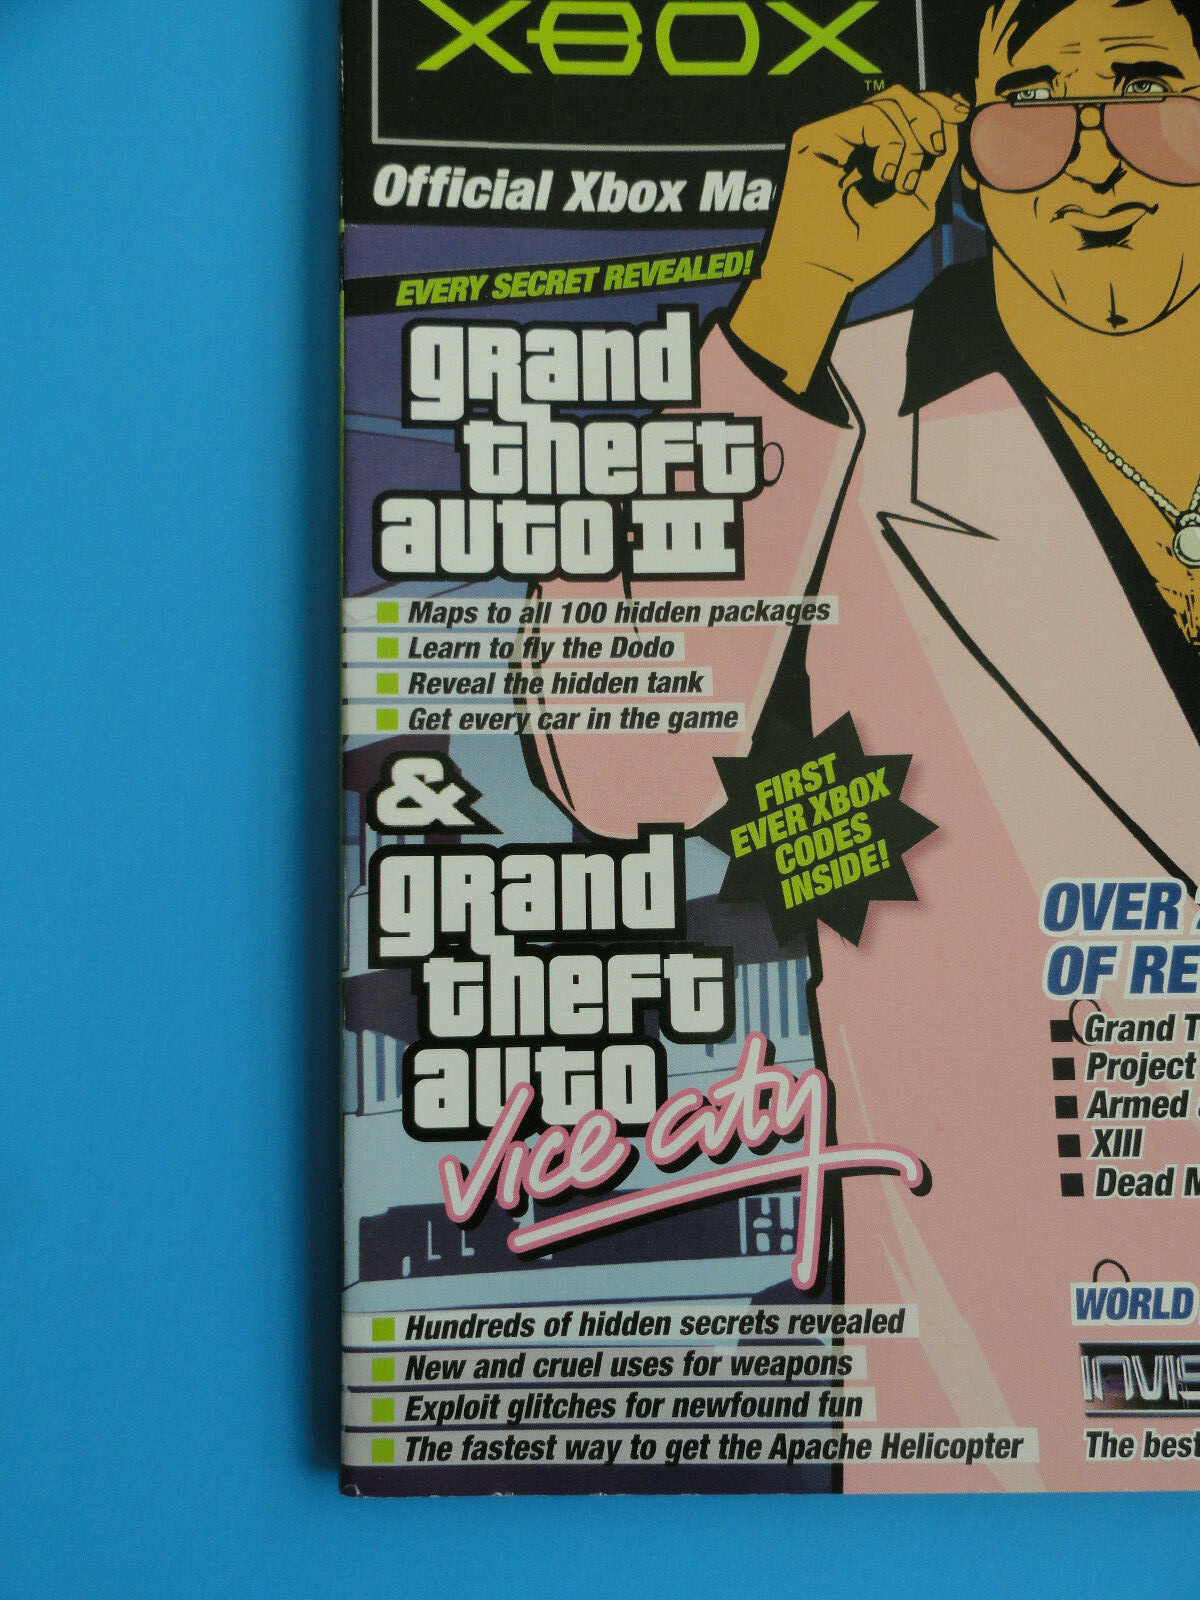 XBOX
TM
Official Xbox Ma
EVERY SECRET REVEALED!
grand
theft
auto III
Maps to all 100 hidden packages
Learn to fly the Dodo
Reveal the hidden tank
Get every car in the game
&
FIRST
EVER XBOX
CODES
INSIDE!
grand
theft
auto
Vice City
Hundreds of hidden secrets revealed
New and cruel uses for weapons
Exploit glitches for newfound fun
The fastest way to get the Apache Helicopter
OVER
OF RE
Grand T
Project
Armed
XIII
Dead M
WORLD
INVIS
The best